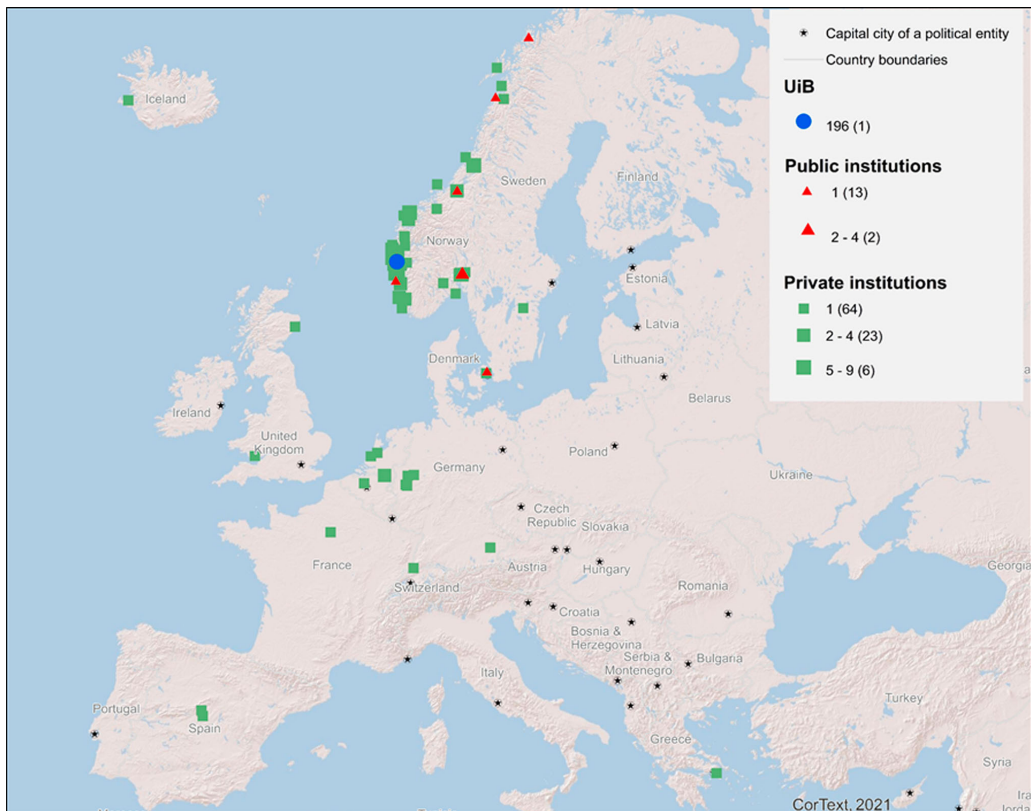 Capital city of a political entity
Country boundaries
UiB
196 (1)
Public institutions
1 (13)
2 - 4 (2)
Private institutions
1 (64)
2 - 4 (23)
5 - 9 (6)
Iceland
Sweden
Finland
Norway
Estonia
Latvia
Denmark
Lithuania
Belarus
Ireland
United
Kingdom
Germany
Poland
Ukraine
Czech
Republic
Slovakia
France
Austria
Hungary
Georgia
Switzerland
Romania
Croatia
Bosnia &
Herzegovina
Serbia &
Montenegro
Bulgaria
Italy
Portugal
Spain
Turkey
Greece
Syria
CorText, 2021